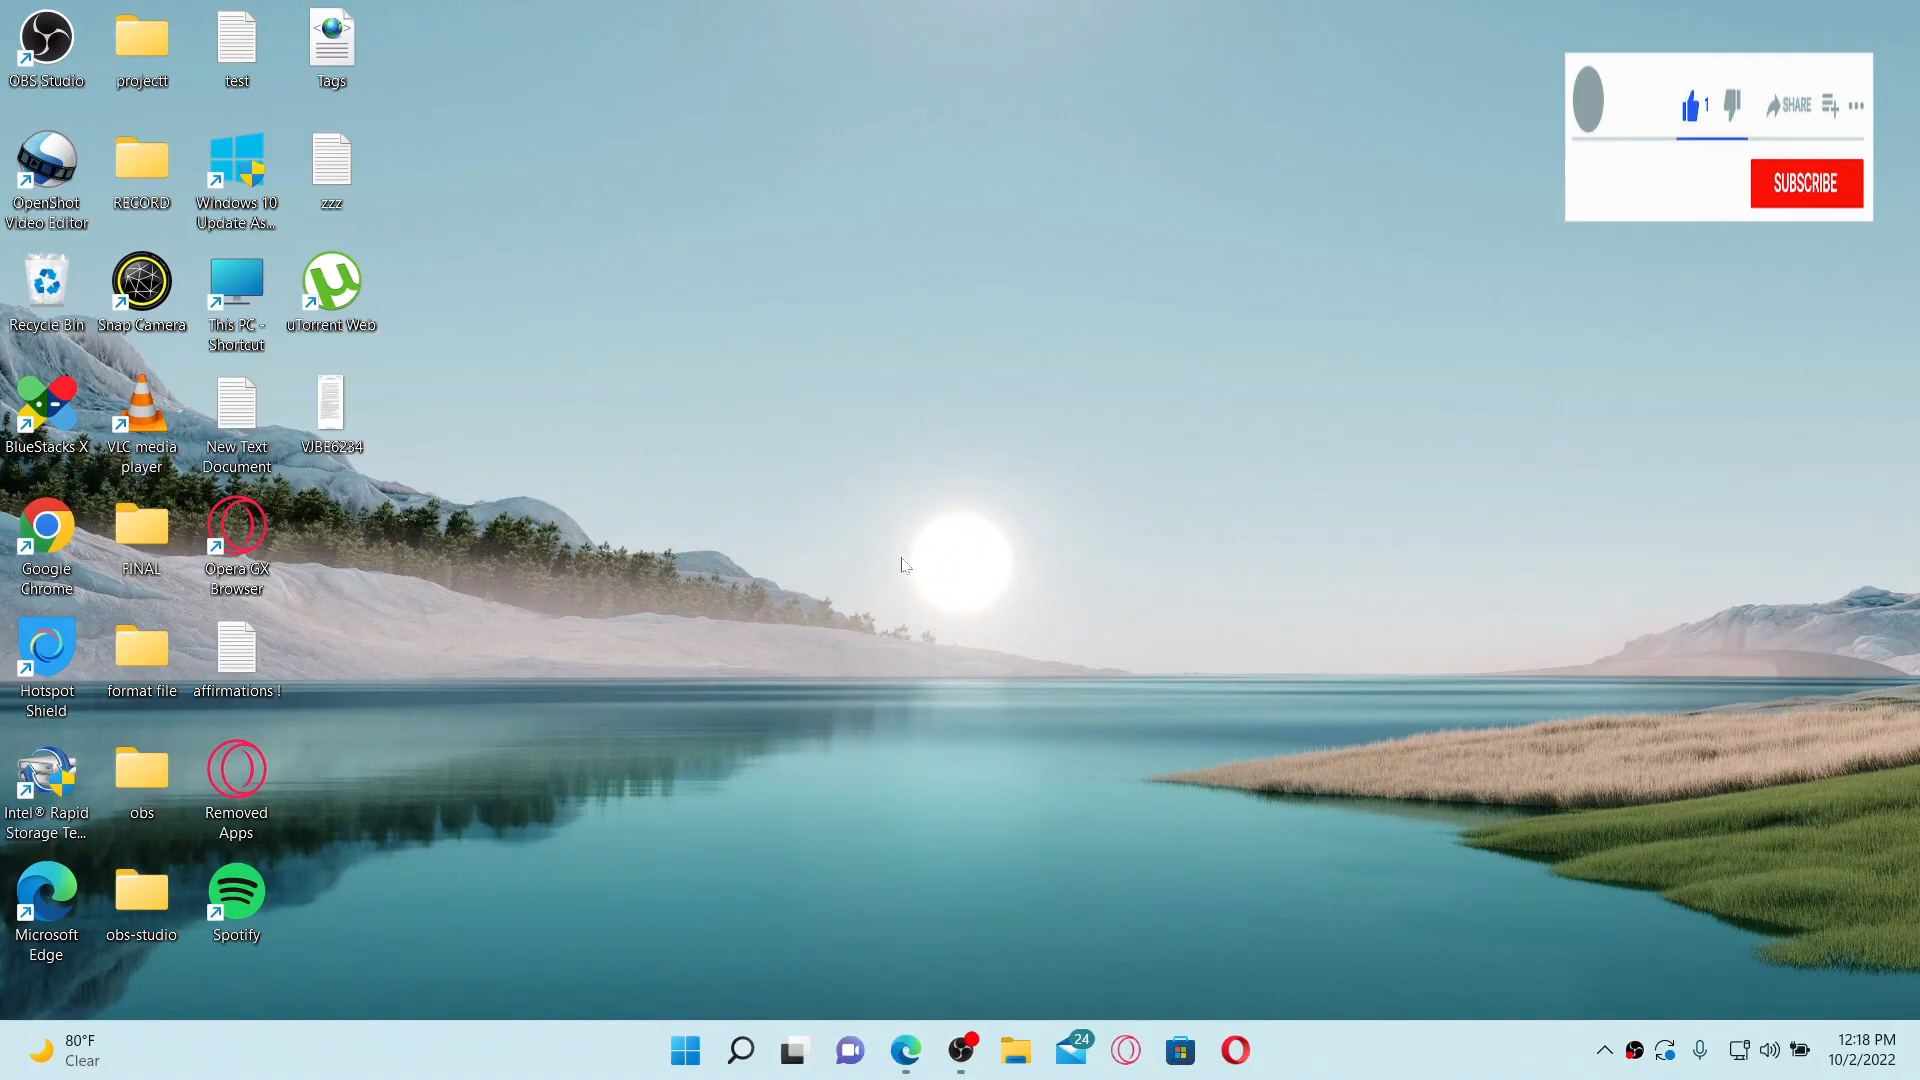 OBS Studio
projectt
test
Tags
OpenShot
Video Editor
RECORD
Windows 10
Update As...
zzz
Recycle Bin
Snap Camera
This PC -
Shortcut
uTorrent Web
BlueStacks X
VLC media
player
New Text
Document
VJBE6234
Google
Chrome
FINAL
Opera GX
Browser
Hotspot
Shield
format file
affirmations !
Intel® Rapid
Storage Te...
obs
Removed
Apps
Microsoft
Edge
obs-studio
Spotify
1
SHARE
SUBSCRIBE
80°F
Clear
24
12:18 PM
10/2/2022